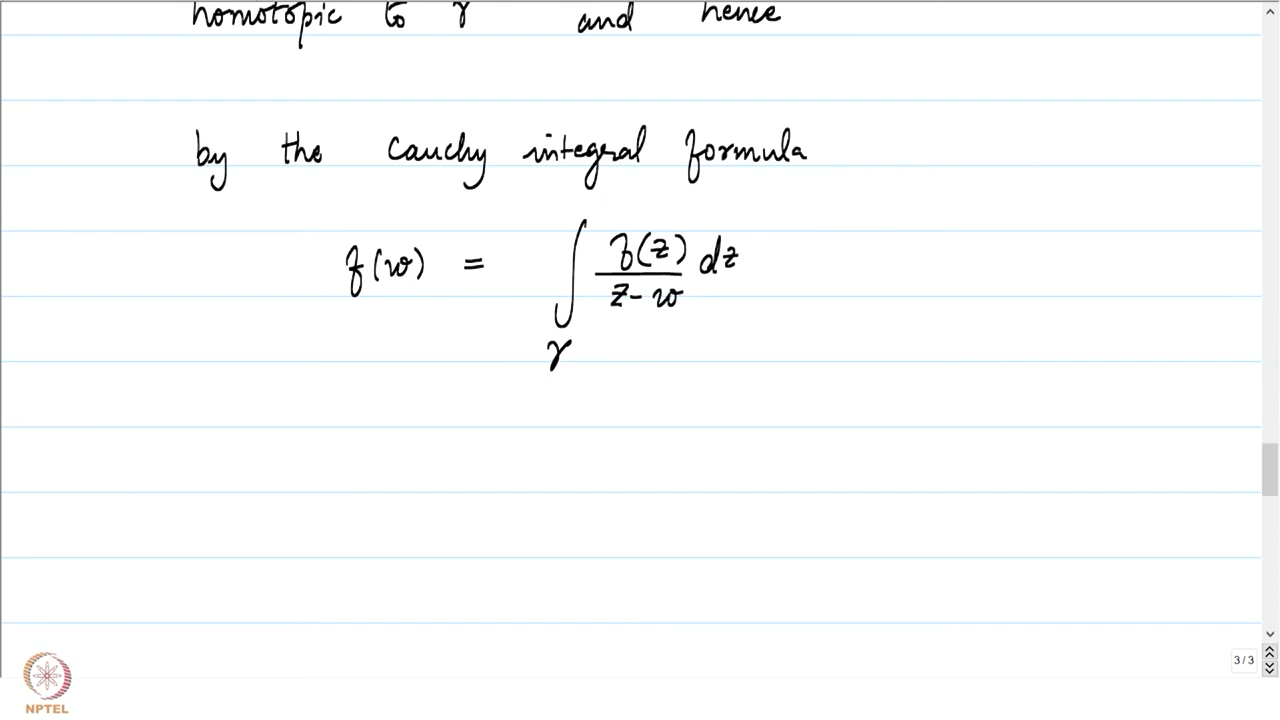 homotopic to γ and hence
by the Cauchy integral formula
f(w) = ∫_γ f(z)/(z-w) dz
3 / 3
NPTEL